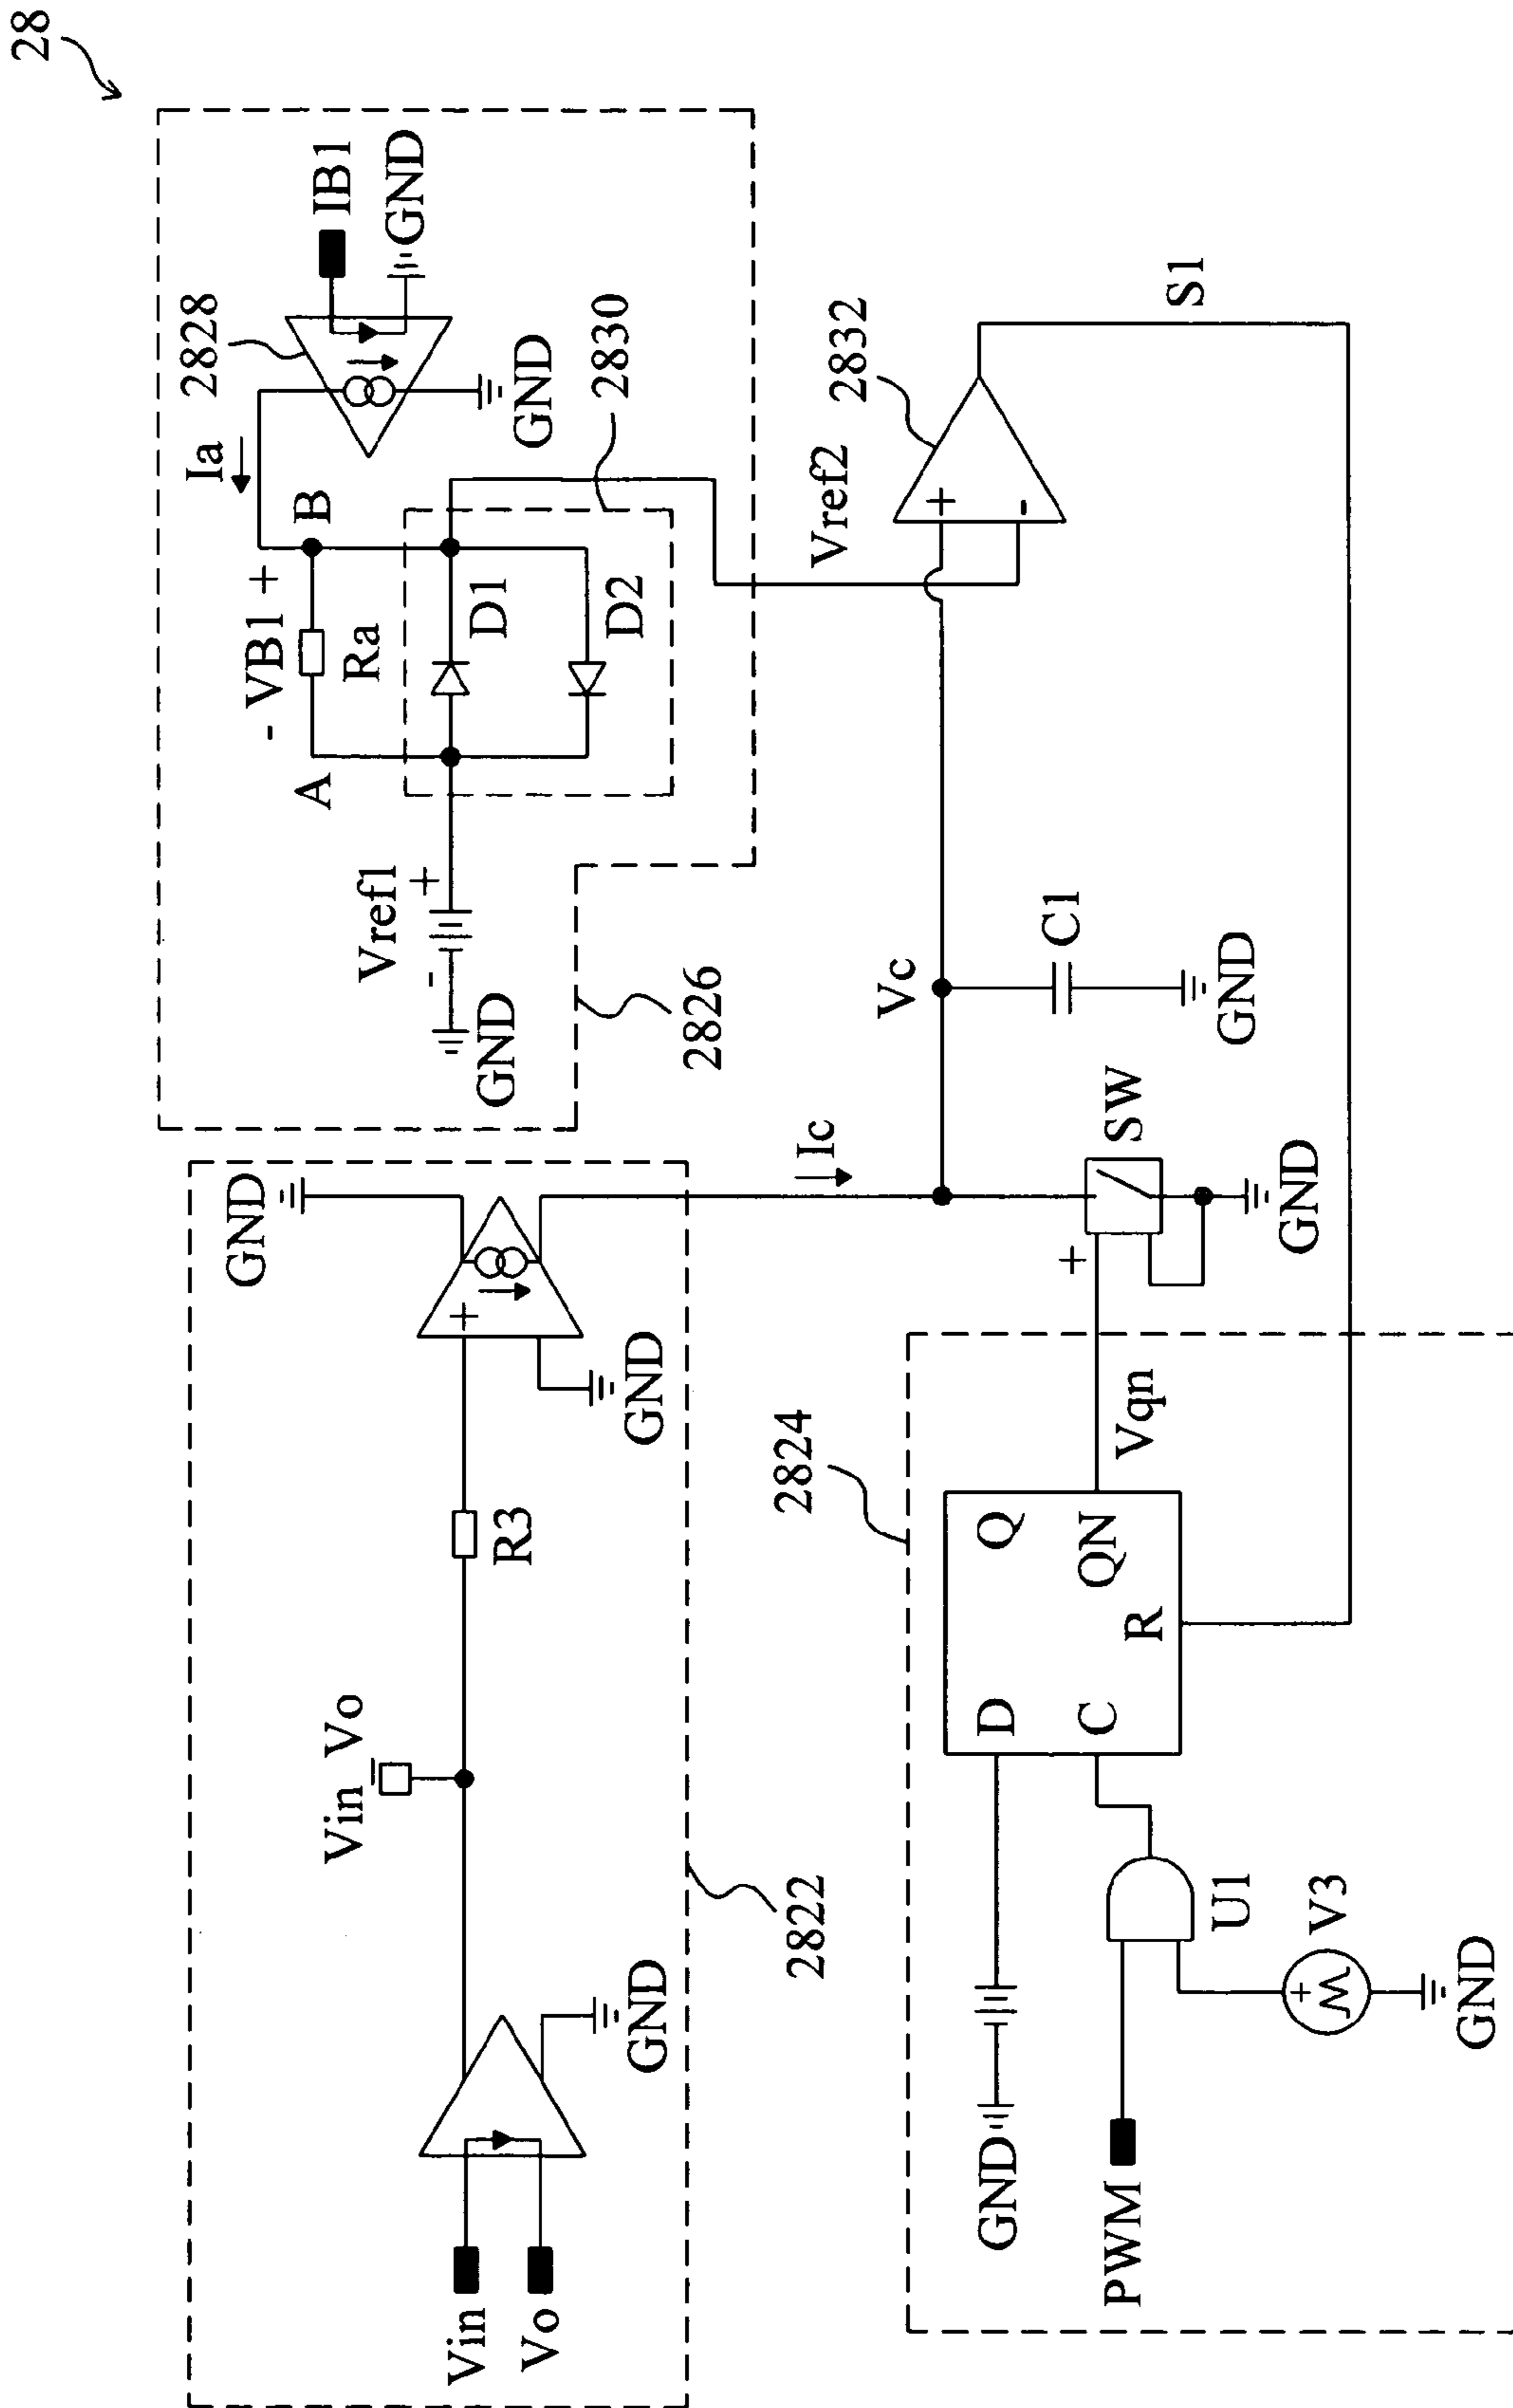 28
2828
IB1
GND
Ia
GND
B
- VB1 +
Ra
A
D1
D2
2830
Vref1
+
-
GND
2826
Vref2
2832
+
-
S1
Vc
C1
GND
GND
+
GND
Ic
SW
+
GND
Vin Vo
R3
GND
Vin
Vo
2822
2824
Vqn
D
Q
C
QN
R
GND
PWM
U1
V3
+
GND